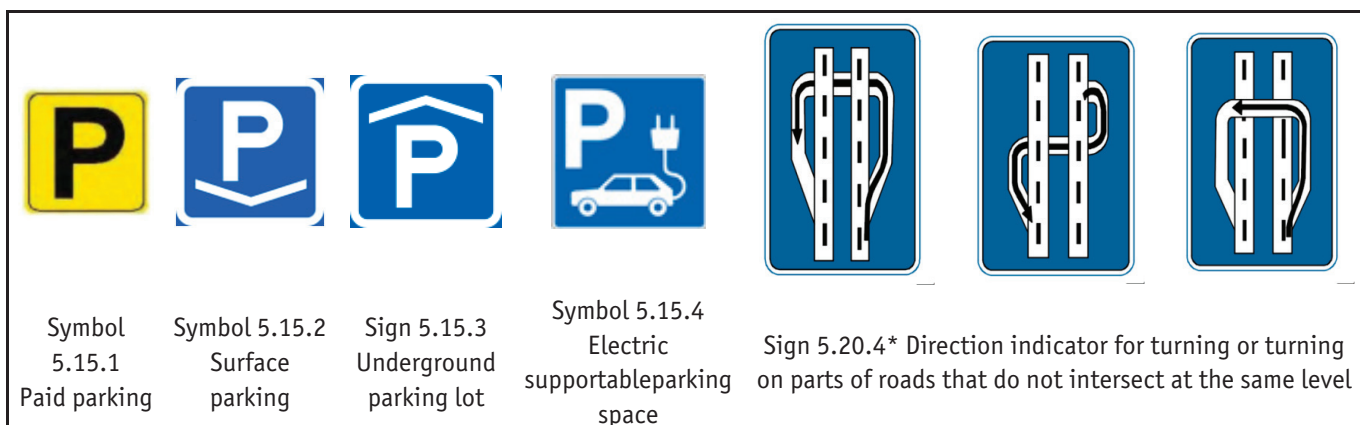 P
P
P
P
Symbol
5.15.1
Paid parking
Symbol 5.15.2
Surface
parking
Sign 5.15.3
Underground
parking lot
Symbol 5.15.4
Electric
supportableparking
space
Sign 5.20.4* Direction indicator for turning or turning
on parts of roads that do not intersect at the same level